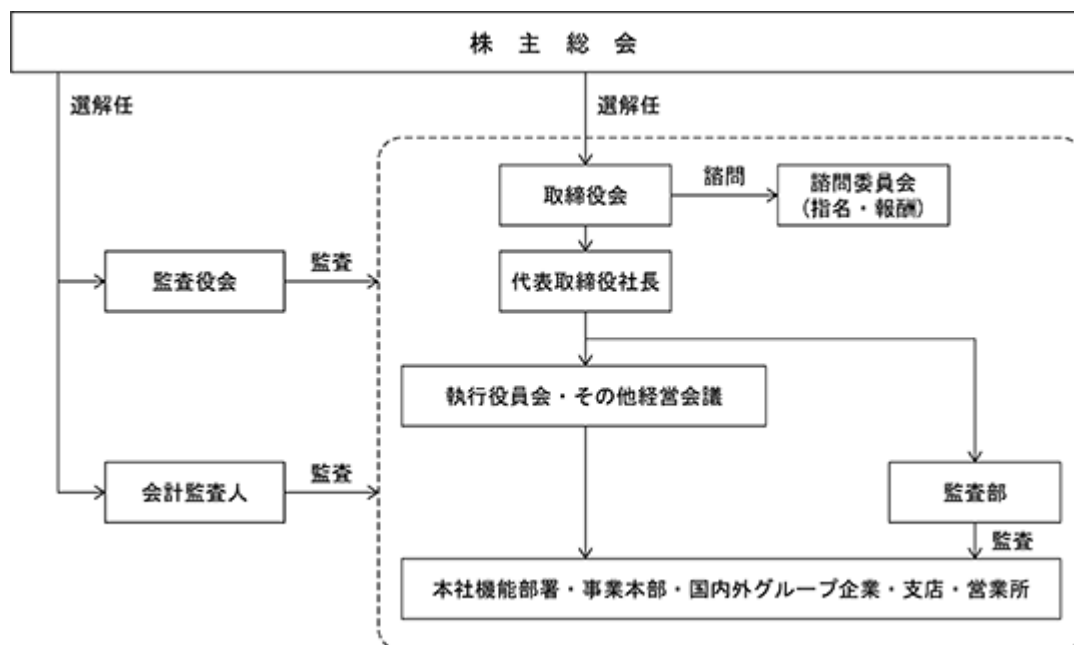 株主総会
選解任
選解任
取締役会
諮問
諮問委員会
(指名・報酬)
監査役会
監査
代表取締役社長
執行役員会・その他経営会議
会計監査人
監査
監査部
監査
本社機能部署・事業本部・国内外グループ企業・支店・営業所